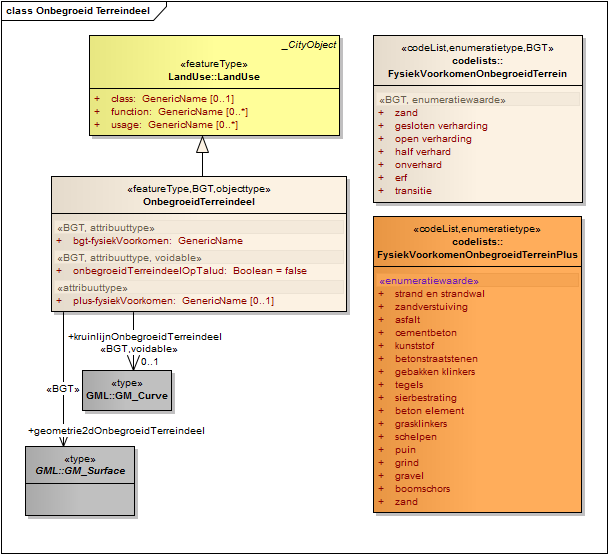 class Onbegroeid Terreindeel
_CityObject
«featureType»
LandUse::LandUse
+ class: GenericName [0..1]
+ function: GenericName [0..*]
+ usage: GenericName [0..*]
«featureType,BGT,objecttype»
OnbegroeidTerreindeel
«BGT, attribuuttype»
+ bgt-fysiekVoorkomen: GenericName
«BGT, attribuuttype, voidable»
+ onbegroeidTerreindeelOpTalud: Boolean = false
«attribuuttype»
+ plus-fysiekVoorkomen: GenericName [0..1]
+kruinlijnOnbegroeidTerreindeel
«BGT,voidable»
0..1
«type»
GML::GM_Curve
«BGT»
+geometrie2dOnbegroeidTerreindeel
«type»
GML::GM_Surface
«codeList,enumeratietype,BGT»
codelists::
FysiekVoorkomenOnbegroeidTerrein
«BGT, enumeratiewaarde»
+ zand
+ gesloten verharding
+ open verharding
+ half verhard
+ onverhard
+ erf
+ transitie
«codeList,enumeratietype»
codelists::
FysiekVoorkomenOnbegroeidTerreinPlus
«enumeratiewaarde»
+ strand en strandwal
+ zandverstuiving
+ asfalt
+ cementbeton
+ kunststof
+ betonstraatstenen
+ gebakken klinkers
+ tegels
+ sierbestrating
+ beton element
+ grasklinkers
+ schelpen
+ puin
+ grind
+ gravel
+ boomschors
+ zand